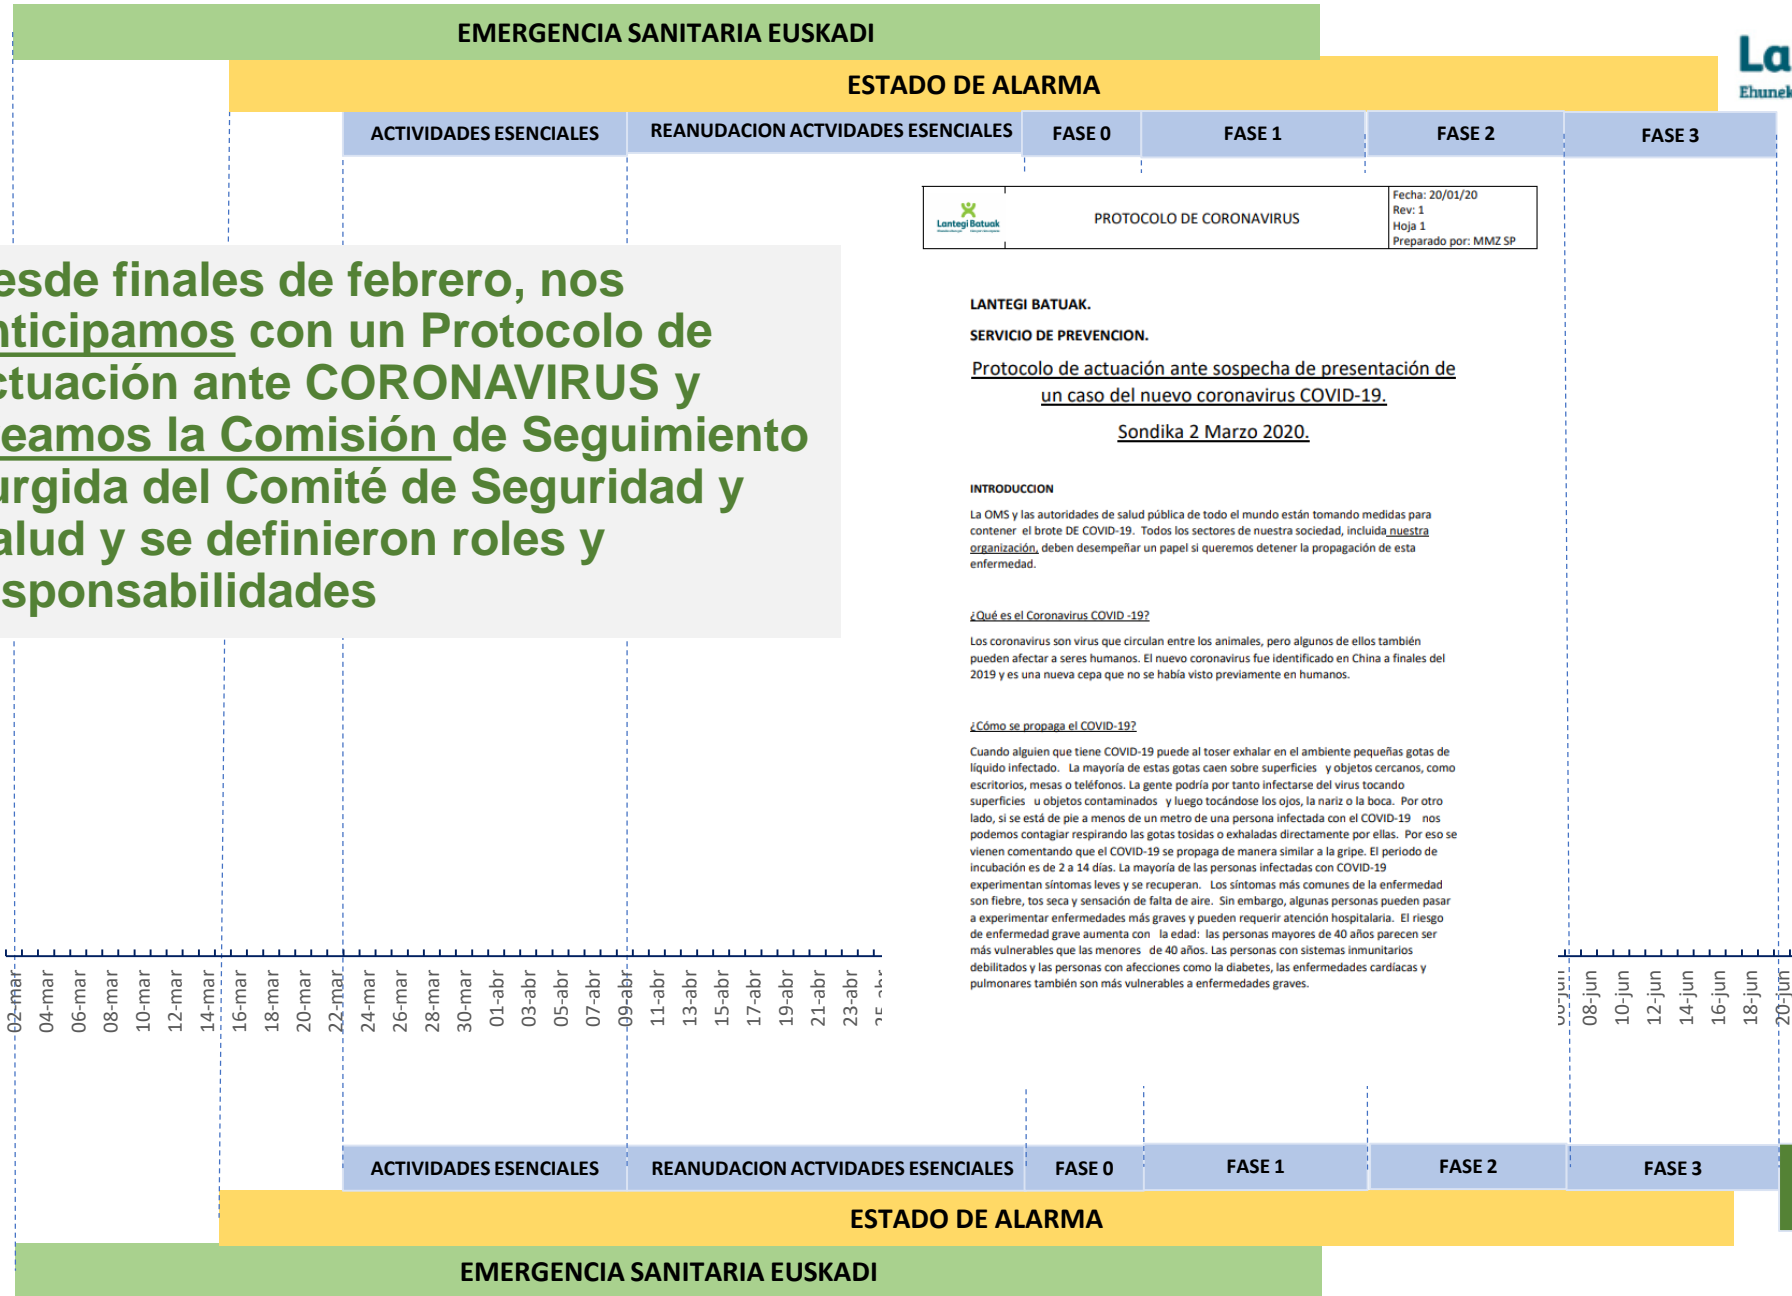 EMERGENCIA SANITARIA EUSKADI
ESTADO DE ALARMA
La
ACTIVIDADES ESENCIALES
REANUDACION ACTVIDADES ESENCIALES
FASE 0
FASE 1
FASE 2
FASE 3
Lantegi Batuak
PROTOCOLO DE CORONAVIRUS
Fecha: 20/01/20
Rev: 1
Hoja 1
Preparado por: MMZ SP
esde finales de febrero, nos
nticipamos con un Protocolo de
ctuación ante CORONAVIRUS y
eamos la Comisión de Seguimiento
urgida del Comité de Seguridad y
alud y se definieron roles y
sponsabilidades
LANTEGI BATUAK.
SERVICIO DE PREVENCION.
Protocolo de actuación ante sospecha de presentación de
un caso del nuevo coronavirus COVID-19.
Sondika 2 Marzo 2020.
INTRODUCCION
La OMS y las autoridades de salud pública de todo el mundo están tomando medidas para
contener el brote DE COVID-19. Todos los sectores de nuestra sociedad, incluida nuestra
organización, deben desempeñar un papel si queremos detener la propagación de esta
enfermedad.
¿Qué es el Coronavirus COVID -19?
Los coronavirus son virus que circulan entre los animales, pero algunos de ellos también
pueden afectar a seres humanos. El nuevo coronavirus fue identificado en China a finales del
2019 y es una nueva cepa que no se había visto previamente en humanos.
¿Cómo se propaga el COVID-19?
Cuando alguien que tiene COVID-19 puede al toser exhalar en el ambiente pequeñas gotas de
líquido infectado. La mayoría de estas gotas caen sobre superficies y objetos cercanos, como
escritorios, mesas o teléfonos. La gente podría por tanto infectarse del virus tocando
superficies u objetos contaminados y luego tocándose los ojos, la nariz o la boca. Por otro
lado, si se está de pie a menos de un metro de una persona infectada con el COVID-19 nos
podemos contagiar respirando las gotas tosidas o exhaladas directamente por ellas. Por eso se
vienen comentando que el COVID-19 se propaga de manera similar a la gripe. El periodo de
incubación es de 2 a 14 días. La mayoría de las personas infectadas con COVID-19
experimentan síntomas leves y se recuperan. Los síntomas más comunes de la enfermedad
son fiebre, tos seca y sensación de falta de aire. Sin embargo, algunas personas pueden pasar
a experimentar enfermedades más graves y pueden requerir atención hospitalaria. El riesgo
de enfermedad grave aumenta con la edad: las personas mayores de 40 años parecen ser
más vulnerables que las menores de 40 años. Las personas con sistemas inmunitarios
debilitados y las personas con afecciones como la diabetes, las enfermedades cardíacas y
pulmonares también son más vulnerables a enfermedades graves.
02-mar
04-mar
06-mar
08-mar
10-mar
12-mar
14-mar
16-mar
18-mar
20-mar
22-mar
24-mar
26-mar
28-mar
30-mar
01-abr
03-abr
05-abr
07-abr
09-abr
11-abr
13-abr
15-abr
17-abr
19-abr
21-abr
23-abr
08-jun
10-jun
12-jun
14-jun
16-jun
18-jun
20-jun
ACTIVIDADES ESENCIALES
REANUDACION ACTVIDADES ESENCIALES
FASE 0
FASE 1
FASE 2
FASE 3
ESTADO DE ALARMA
EMERGENCIA SANITARIA EUSKADI